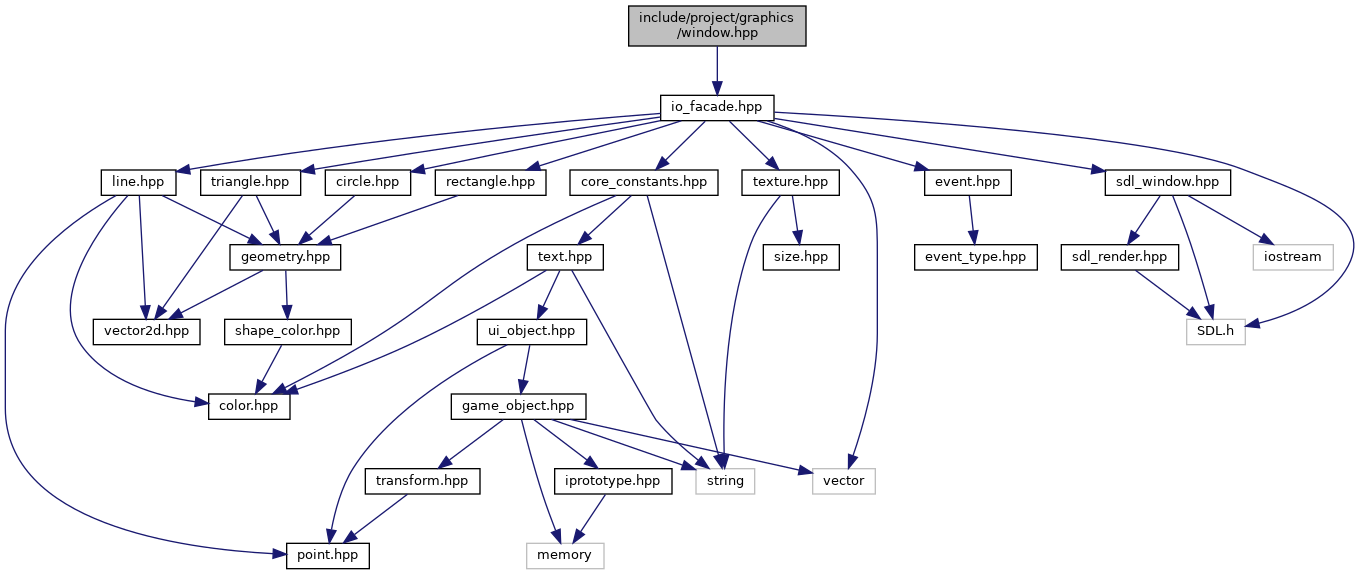 include/project/graphics
/window.hpp
io_facade.hpp
line.hpp
triangle.hpp
circle.hpp
rectangle.hpp
core_constants.hpp
texture.hpp
event.hpp
sdl_window.hpp
geometry.hpp
text.hpp
size.hpp
event_type.hpp
sdl_render.hpp
iostream
vector2d.hpp
shape_color.hpp
ui_object.hpp
SDL.h
color.hpp
game_object.hpp
transform.hpp
iprototype.hpp
string
vector
point.hpp
memory